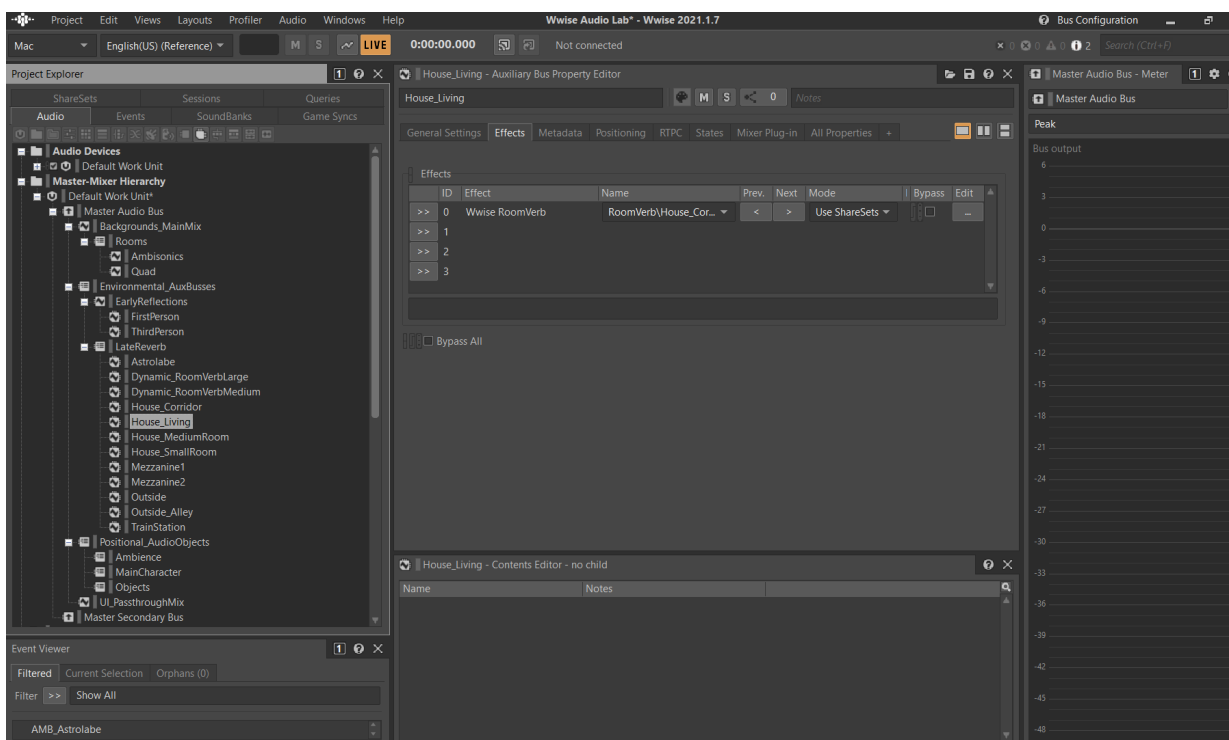 Project Edit Views Layouts Profiler Audio Windows Help
Wwise Audio Lab* - Wwise 2021.1.7
Bus Configuration
Mac English(US) (Reference) M S LIVE 0:00:00.000 Not connected
0 0 0 2 Search (Ctrl+F)
Project Explorer 1
ShareSets Sessions Queries
Audio Events SoundBanks Game Syncs
Audio Devices
Default Work Unit
Master-Mixer Hierarchy
Default Work Unit*
Master Audio Bus
Backgrounds_MainMix
Rooms
Ambisonics
Quad
Environmental_AuxBusses
EarlyReflections
FirstPerson
ThirdPerson
LateReverb
Astrolabe
Dynamic_RoomVerbLarge
Dynamic_RoomVerbMedium
House_Corridor
House_Living
House_MediumRoom
House_SmallRoom
Mezzanine1
Mezzanine2
Outside
Outside_Alley
TrainStation
Positional_AudioObjects
Ambience
MainCharacter
Objects
UI_PassthroughMix
Master Secondary Bus
Event Viewer 1
Filtered Current Selection Orphans (0)
Filter >> Show All
AMB_Astrolabe
House_Living - Auxiliary Bus Property Editor
House_Living M S 0 Notes
General Settings Effects Metadata Positioning RTPC States Mixer Plug-in All Properties +
Effects
ID Effect Name Prev. Next Mode I Bypass Edit
>> 0 Wwise RoomVerb RoomVerb\House_Cor... < > Use ShareSets ...
>> 1
>> 2
>> 3
Bypass All
House_Living - Contents Editor - no child
Name Notes
Master Audio Bus - Meter 1
Master Audio Bus
Peak
Bus output
6
3
0
-3
-6
-9
-12
-15
-18
-21
-24
-27
-30
-33
-36
-39
-42
-45
-48